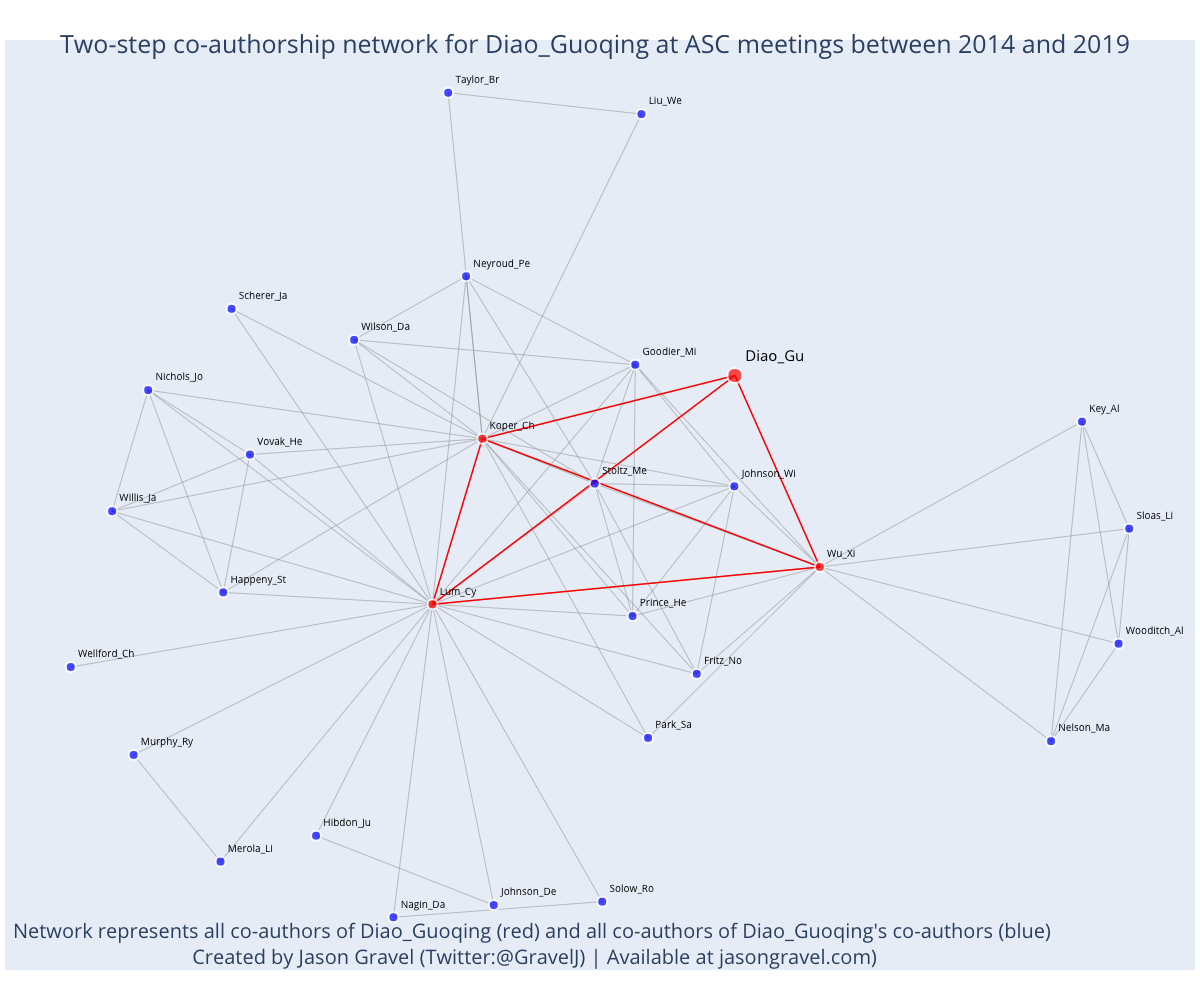 Two-step co-authorship network for Diao_Guoqing at ASC meetings between 2014 and 2019
Taylor_Br
Liu_We
Neyroud_Pe
Scherer_Ja
Wilson_Da
Goodier_Mi
Diao_Gu
Nichols_Jo
Key_Al
Koper_Ch
Vovak_He
Stoltz_Me
Johnson_Wi
Willis_Ja
Sloas_Li
Wu_Xi
Happeny_St
Lum_Cy
Prince_He
Wooditch_Al
Wellford_Ch
Fritz_No
Park_Sa
Nelson_Ma
Murphy_Ry
Hibdon_Ju
Merola_Li
Johnson_De
Solow_Ro
Nagin_Da
Network represents all co-authors of Diao_Guoqing (red) and all co-authors of Diao_Guoqing's co-authors (blue)
Created by Jason Gravel (Twitter:@GravelJ) | Available at jasongravel.com)